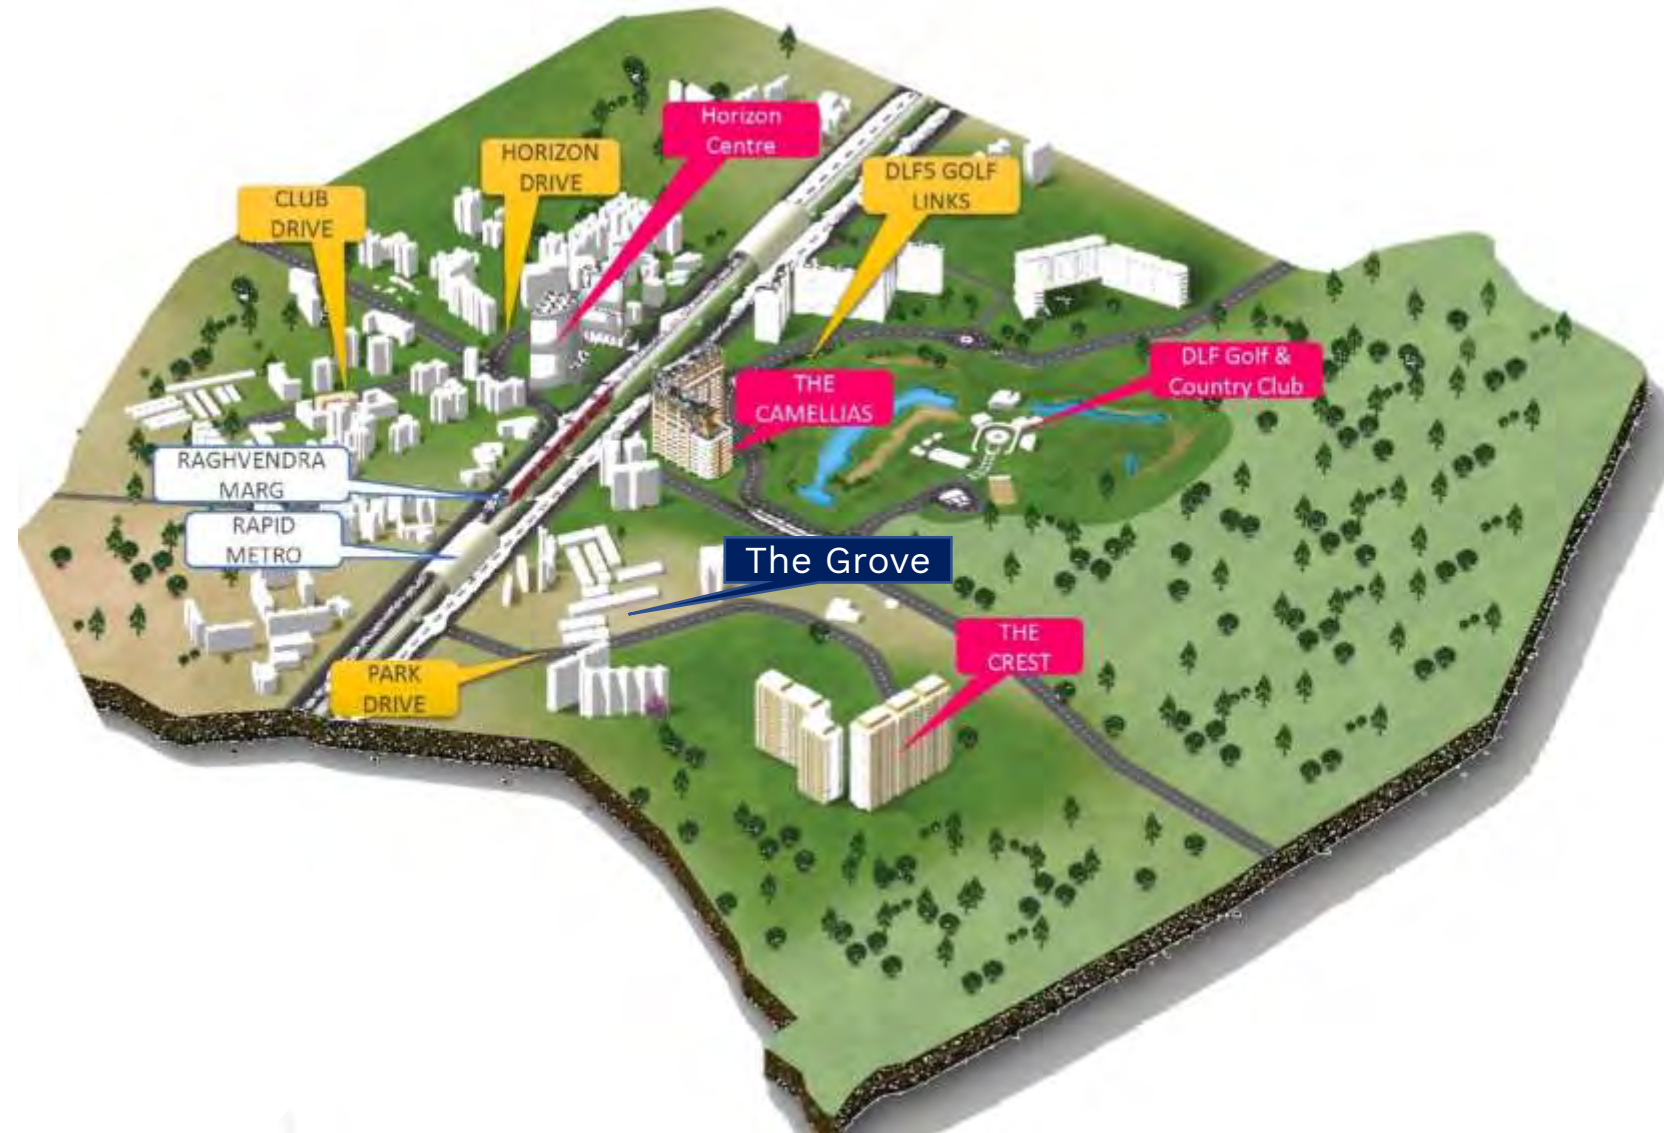 Horizon
Centre
HORIZON
DRIVE
DLFS GOLF
LINKS
CLUB
DRIVE
DLF Golf &
Country Club
THE
CAMELLIAS
RAGHVENDRA
MARG
RAPID
METRO
The Grove
THE
CREST
PARK
DRIVE